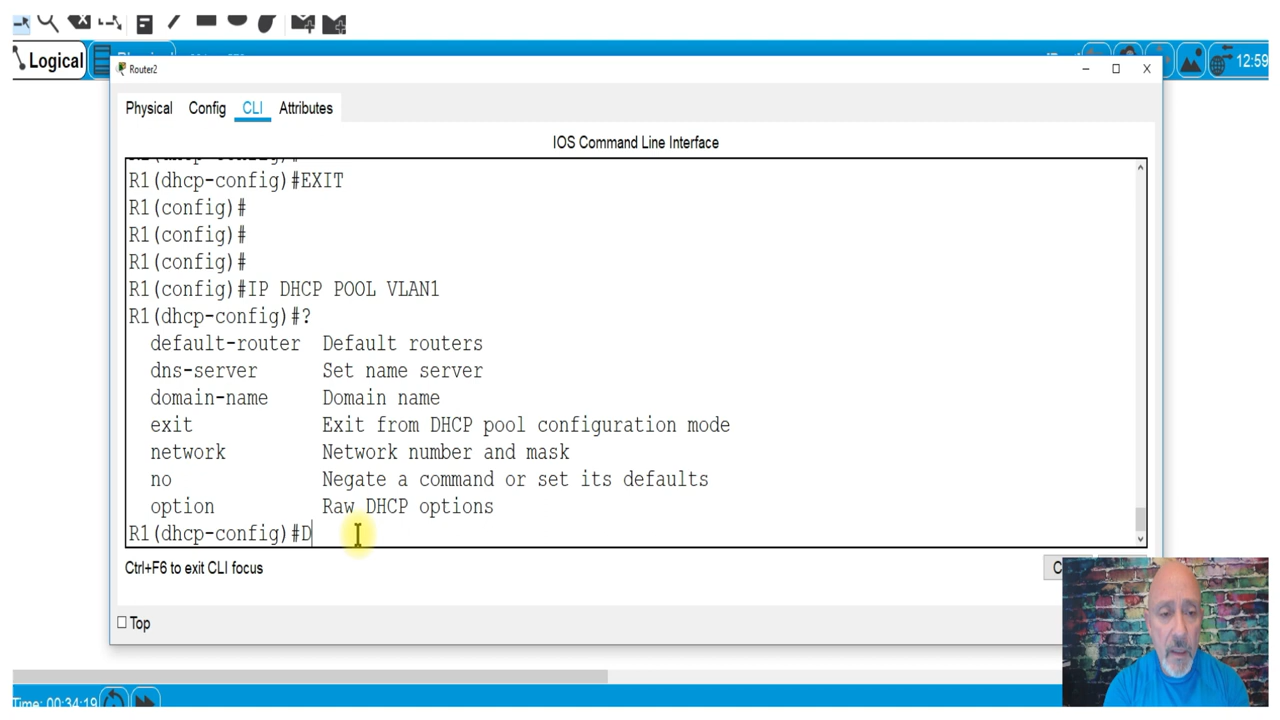 Logical
12:59
Router2
Physical Config CLI Attributes
IOS Command Line Interface
R1(dhcp-config)#EXIT
R1(config)#
R1(config)#
R1(config)#
R1(config)#IP DHCP POOL VLAN1
R1(dhcp-config)#?
default-router Default routers
dns-server Set name server
domain-name Domain name
exit Exit from DHCP pool configuration mode
network Network number and mask
no Negate a command or set its defaults
option Raw DHCP options
R1(dhcp-config)#D
Ctrl+F6 to exit CLI focus
Top
Time: 00:34:19